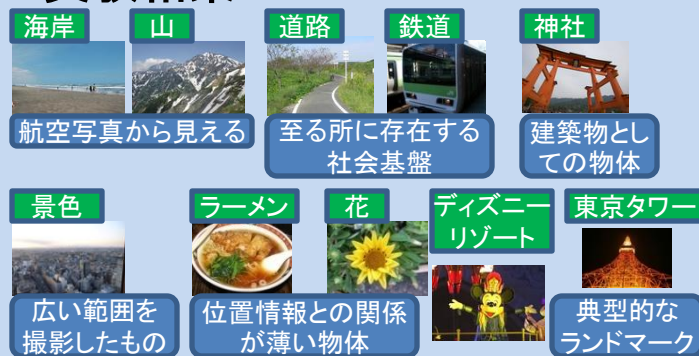 海岸
山
道路
鉄道
神社
航空写真から見える
至る所に存在する
社会基盤
建築物とし
ての物体
景色
ラーメン
花
ディズニー
リゾート
東京タワー
広い範囲を
撮影したもの
位置情報との関係
が薄い物体
典型的な
ランドマーク